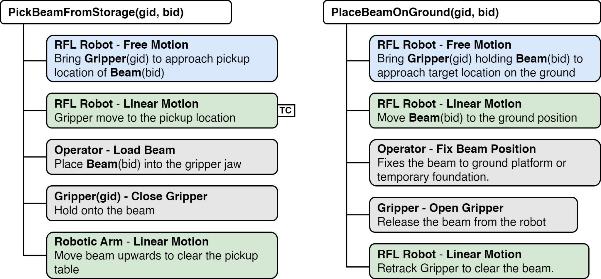 PickBeamFromStorage(gid, bid)
RFL Robot - Free Motion
Bring Gripper(gid) to approach pickup
location of Beam(bid)
RFL Robot - Linear Motion
Gripper move to the pickup location
TC
Operator - Load Beam
Place Beam(bid) into the gripper jaw
Gripper(gid) - Close Gripper
Hold onto the beam
Robotic Arm - Linear Motion
Move beam upwards to clear the pickup
table
PlaceBeamOnGround(gid, bid)
RFL Robot - Free Motion
Bring Gripper(gid) holding Beam(bid) to
approach target location on the ground
RFL Robot - Linear Motion
Move Beam(bid) to the ground position
Operator - Fix Beam Position
Fixes the beam to ground platform or
temporary foundation.
Gripper - Open Gripper
Release the beam from the robot
RFL Robot - Linear Motion
Retrack Gripper to clear the beam.